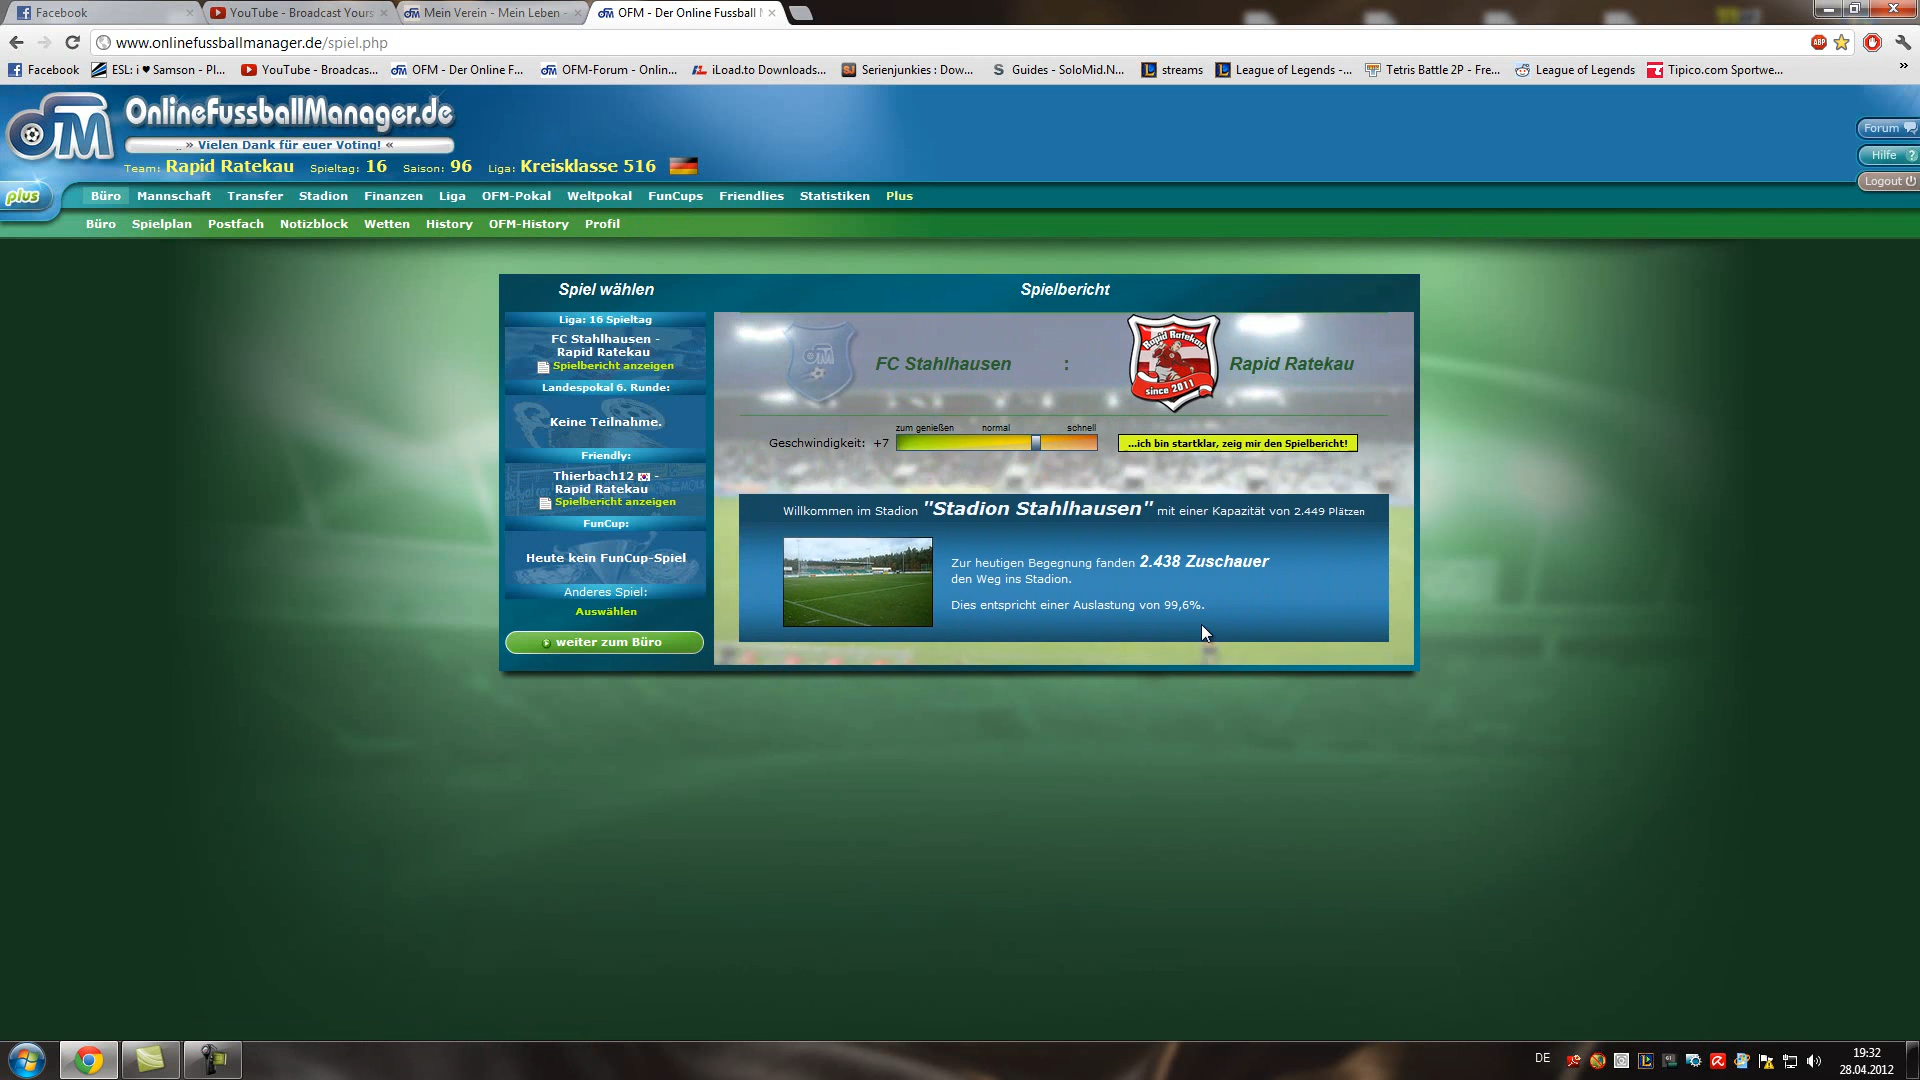 Facebook
YouTube - Broadcast Yours
Mein Verein - Mein Leben -
OFM - Der Online Fussball M
www.onlinefussballmanager.de/spiel.php
ABP
Facebook
ESL: i ♥ Samson - Pl...
YouTube - Broadcas...
OFM - Der Online F...
OFM-Forum - Onlin...
iLoad.to Downloads...
Serienjunkies : Dow...
Guides - SoloMid.N...
streams
League of Legends -...
Tetris Battle 2P - Fre...
League of Legends
Tipico.com Sportwe...
»
OFM
OnlineFussballManager.de
.. » Vielen Dank für euer Voting! «
Team: Rapid Ratekau Spieltag: 16 Saison: 96 Liga: Kreisklasse 516
Forum
Hilfe ?
Logout
plus
Büro Mannschaft Transfer Stadion Finanzen Liga OFM-Pokal Weltpokal FunCups Friendlies Statistiken Plus
Büro Spielplan Postfach Notizblock Wetten History OFM-History Profil
Spiel wählen
Liga: 16 Spieltag
FC Stahlhausen -
Rapid Ratekau
Spielbericht anzeigen
Landespokal 6. Runde:
Keine Teilnahme.
Friendly:
Thierbach12 -
Rapid Ratekau
Spielbericht anzeigen
FunCup:
Heute kein FunCup-Spiel
Anderes Spiel:
Auswählen
weiter zum Büro
Spielbericht
OFM
FC Stahlhausen : Rapid Ratekau
Rapid Ratekau
since 2011
zum genießen normal schnell
Geschwindigkeit: +7
...ich bin startklar, zeig mir den Spielbericht!
Willkommen im Stadion "Stadion Stahlhausen" mit einer Kapazität von 2.449 Plätzen
Zur heutigen Begegnung fanden 2.438 Zuschauer
den Weg ins Stadion.
Dies entspricht einer Auslastung von 99,6%.
DE
19:32
28.04.2012